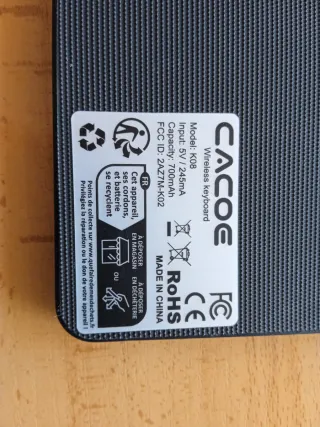 CACOE
Wireless keyboard
Model: K08
Input: 5V / 245mA
Capacity: 700mAh
FCC ID: 2AZ7M-K02
FC CE
RoHS
MADE IN CHINA
FR
Cet appareil,
ses cordons,
et batterie
se recyclent
À DÉPOSER
EN MAGASIN
OU
À DÉPOSER
EN DÉCHÈTERIE
Points de collecte sur www.quefairedemesdechets.fr
Privilégiez la réparation ou le don de votre appareil !